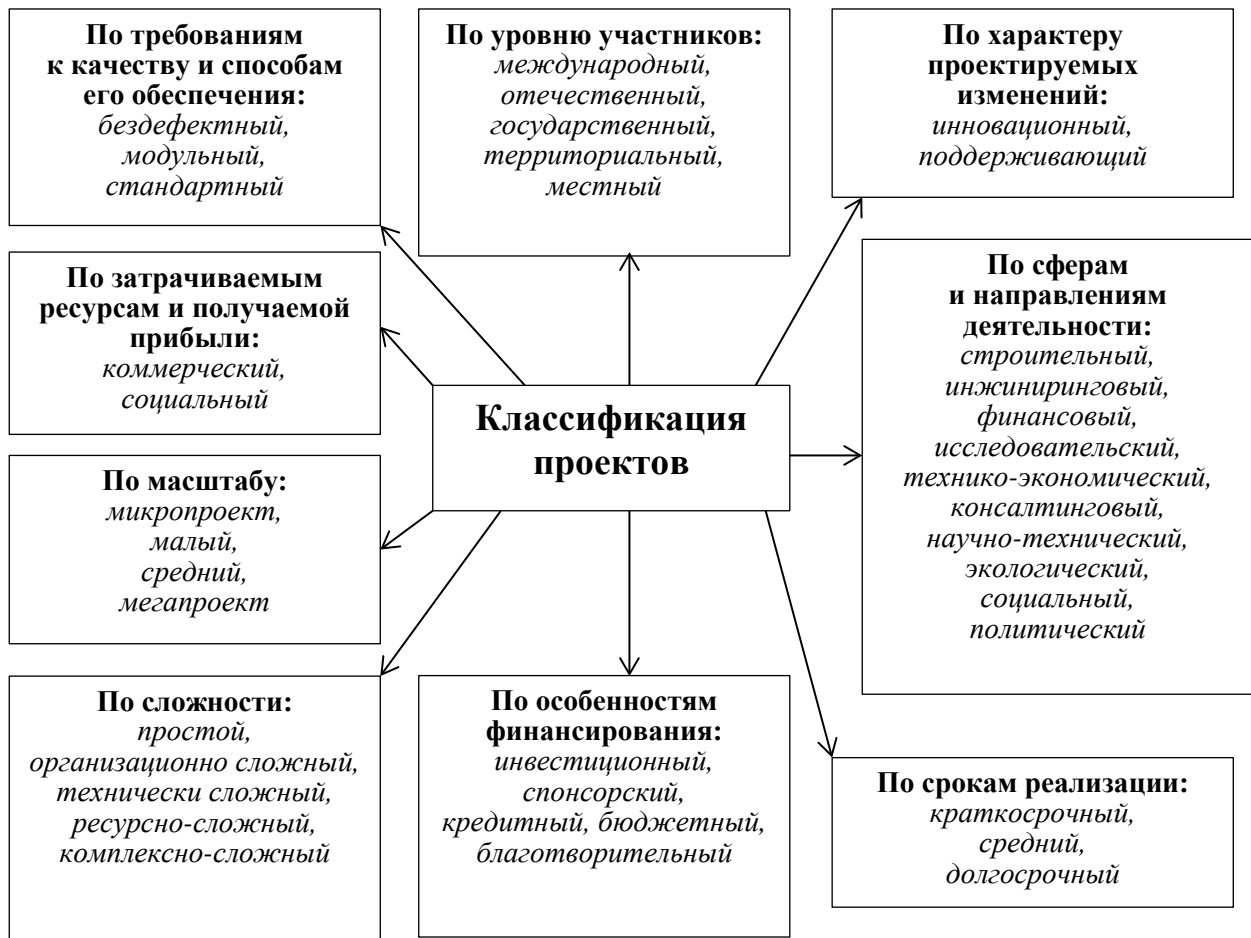 По требованиям
к качеству и способам
его обеспечения:
бездефектный,
модульный,
стандартный
По уровню участников:
международный,
отечественный,
государственный,
территориальный,
местный
По характеру
проектируемых
изменений:
инновационный,
поддерживающий
По затрачиваемым
ресурсам и получаемой
прибыли:
коммерческий,
социальный
По сферам
и направлениям
деятельности:
строительный,
инжиниринговый,
финансовый,
исследовательский,
технико-экономический,
консалтинговый,
научно-технический,
экологический,
социальный,
политический
Классификация
проектов
По масштабу:
микропроект,
малый,
средний,
мегапроект
По сложности:
простой,
организационно сложный,
технически сложный,
ресурсно-сложный,
комплексно-сложный
По особенностям
финансирования:
инвестиционный,
спонсорский,
кредитный, бюджетный,
благотворительный
По срокам реализации:
краткосрочный,
средний,
долгосрочный